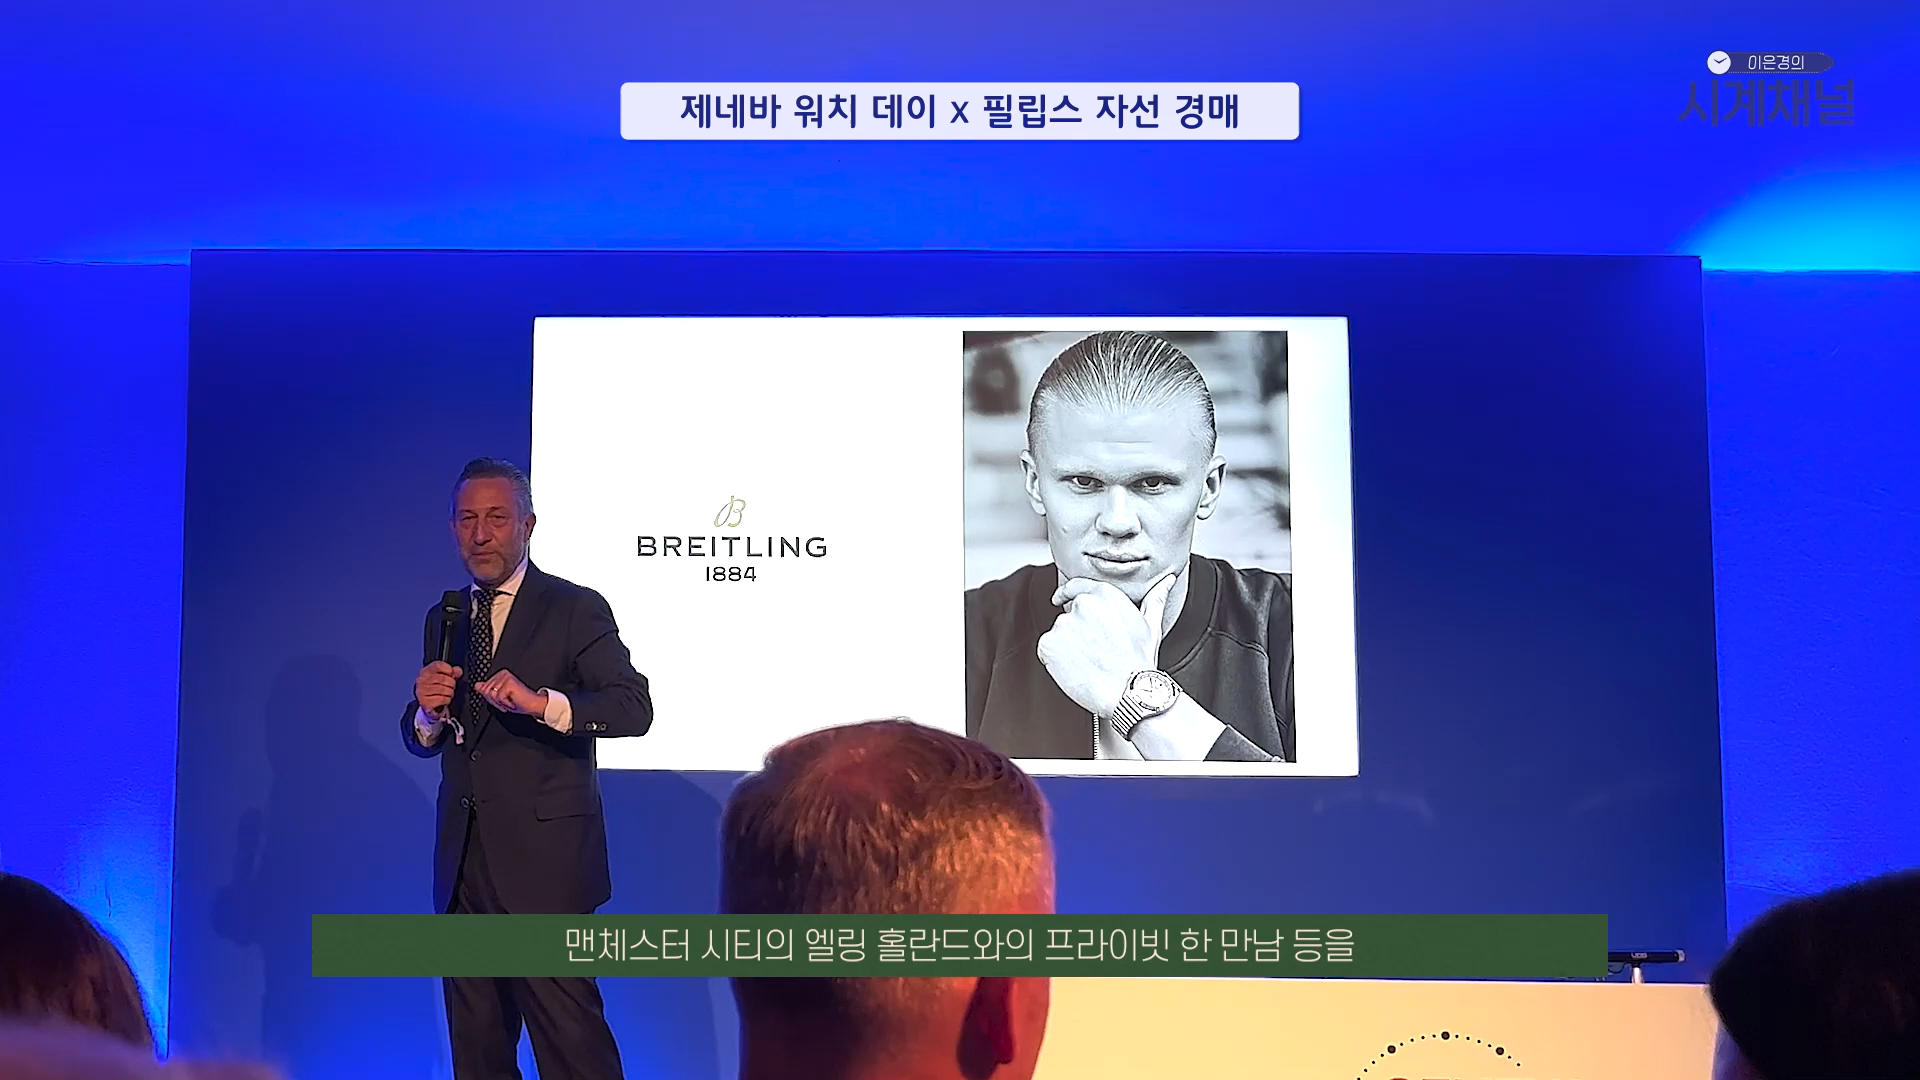 이은경의
시계채널
제네바 워치 데이 x 필립스 자선 경매
B
BREITLING
1884
맨체스터 시티의 엘링 홀란드와의 프라이빗 한 만남 등을